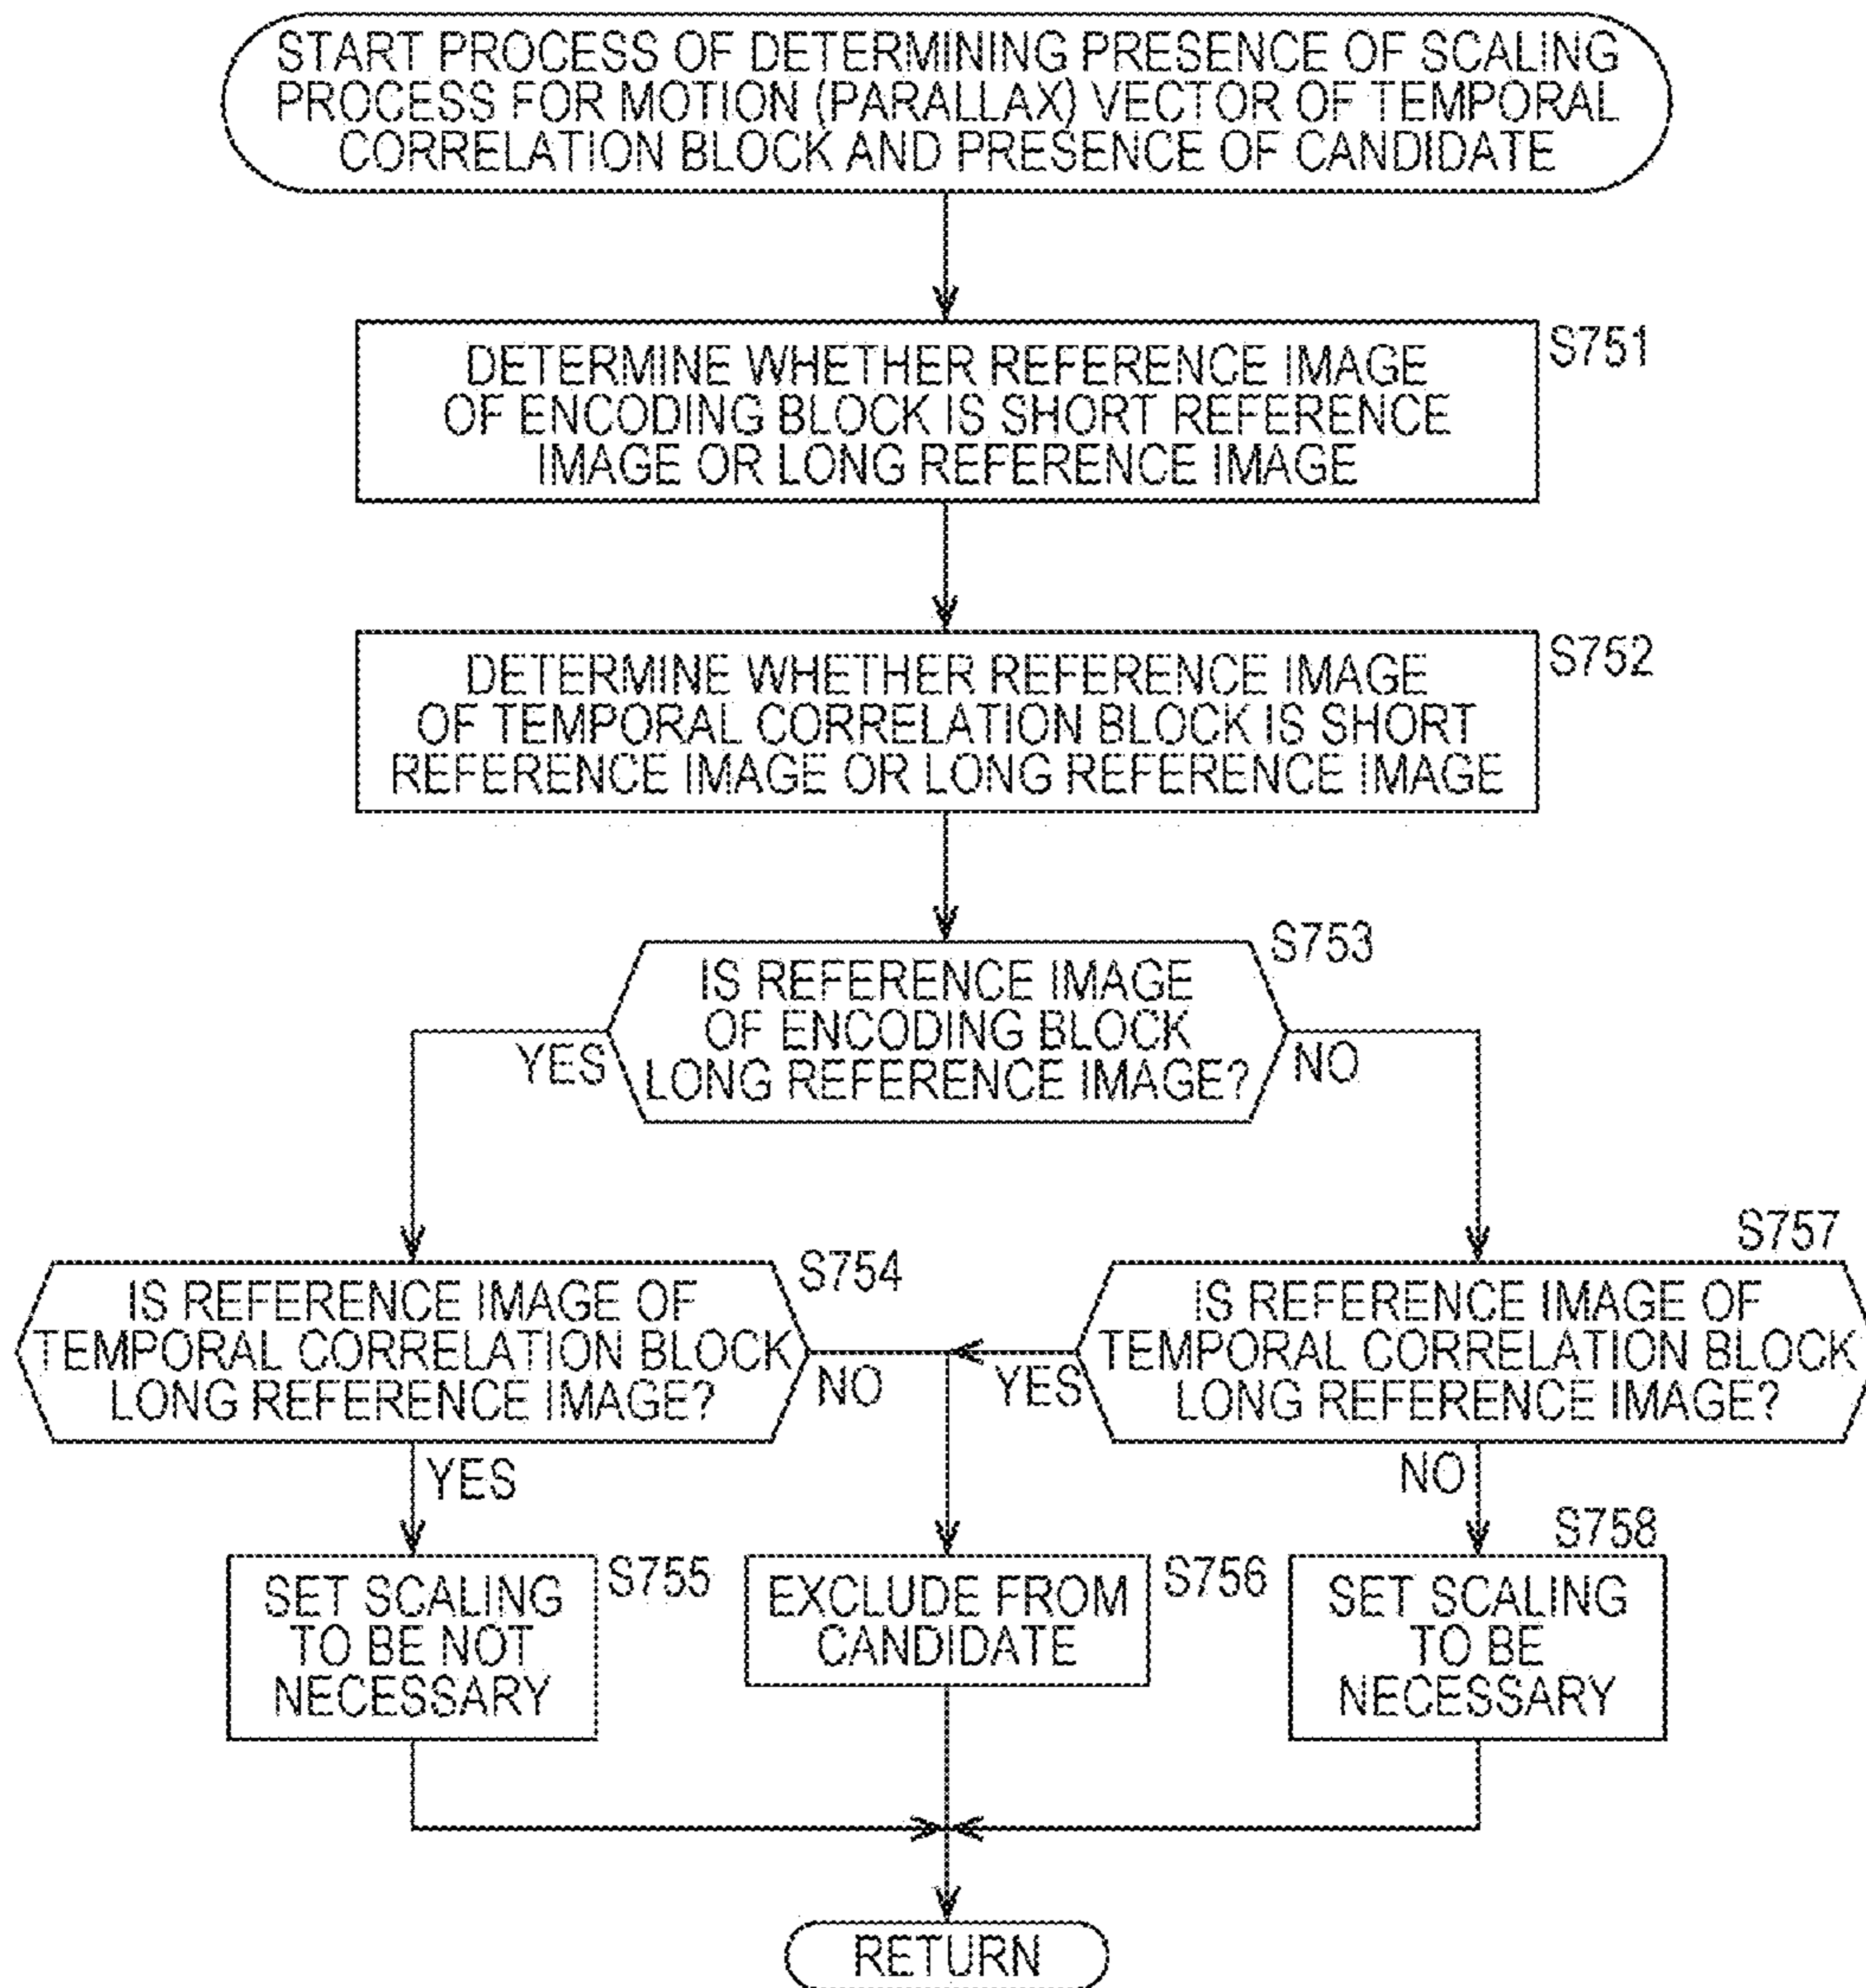 START PROCESS OF DETERMINING PRESENCE OF SCALING
PROCESS FOR MOTION (PARALLAX) VECTOR OF TEMPORAL
CORRELATION BLOCK AND PRESENCE OF CANDIDATE
S751
DETERMINE WHETHER REFERENCE IMAGE
OF ENCODING BLOCK IS SHORT REFERENCE
IMAGE OR LONG REFERENCE IMAGE
S752
DETERMINE WHETHER REFERENCE IMAGE
OF TEMPORAL CORRELATION BLOCK IS SHORT
REFERENCE IMAGE OR LONG REFERENCE IMAGE
S753
IS REFERENCE IMAGE
OF ENCODING BLOCK
LONG REFERENCE IMAGE?
YES
NO
S754
IS REFERENCE IMAGE OF
TEMPORAL CORRELATION BLOCK
LONG REFERENCE IMAGE?
NO
YES
S757
IS REFERENCE IMAGE OF
TEMPORAL CORRELATION BLOCK
LONG REFERENCE IMAGE?
YES
NO
S755
SET SCALING
TO BE NOT
NECESSARY
S756
EXCLUDE FROM
CANDIDATE
S758
SET SCALING
TO BE
NECESSARY
RETURN